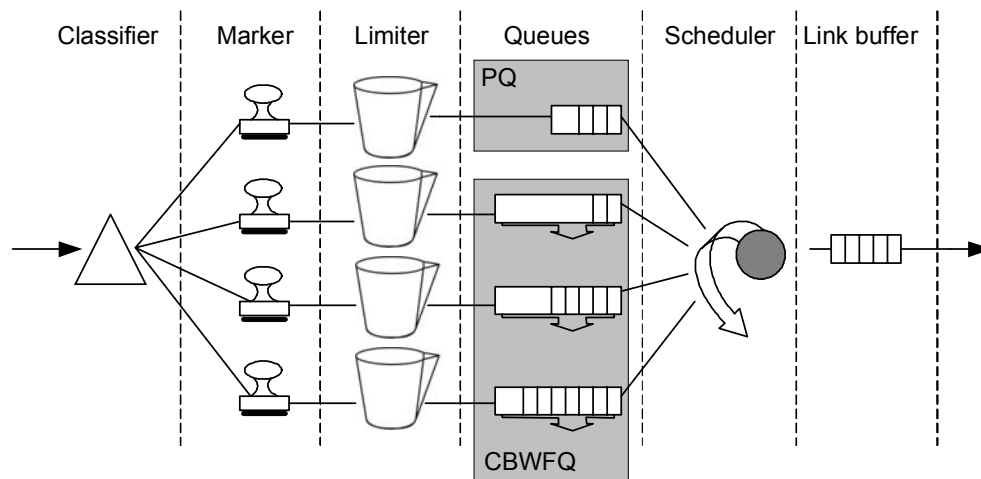 Classifier
Marker
Limiter
Queues
Scheduler
Link buffer
PQ
CBWFQ